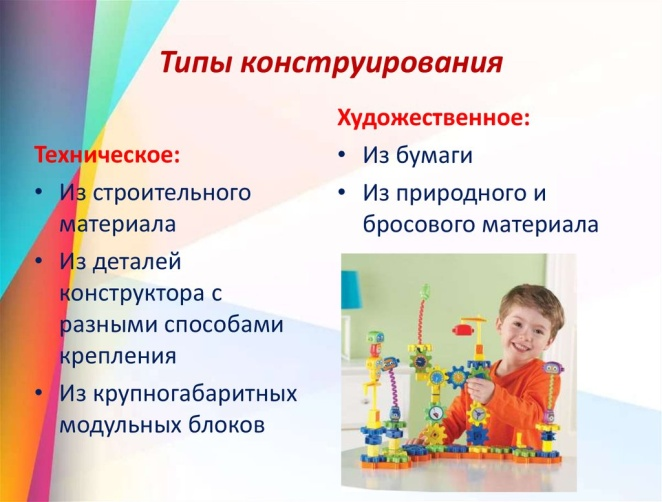 Типы конструирования
Техническое:
• Из строительного
материала
• Из деталей
конструктора с
разными способами
крепления
• Из крупногабаритных
модульных блоков
Художественное:
• Из бумаги
• Из природного и
бросового материала